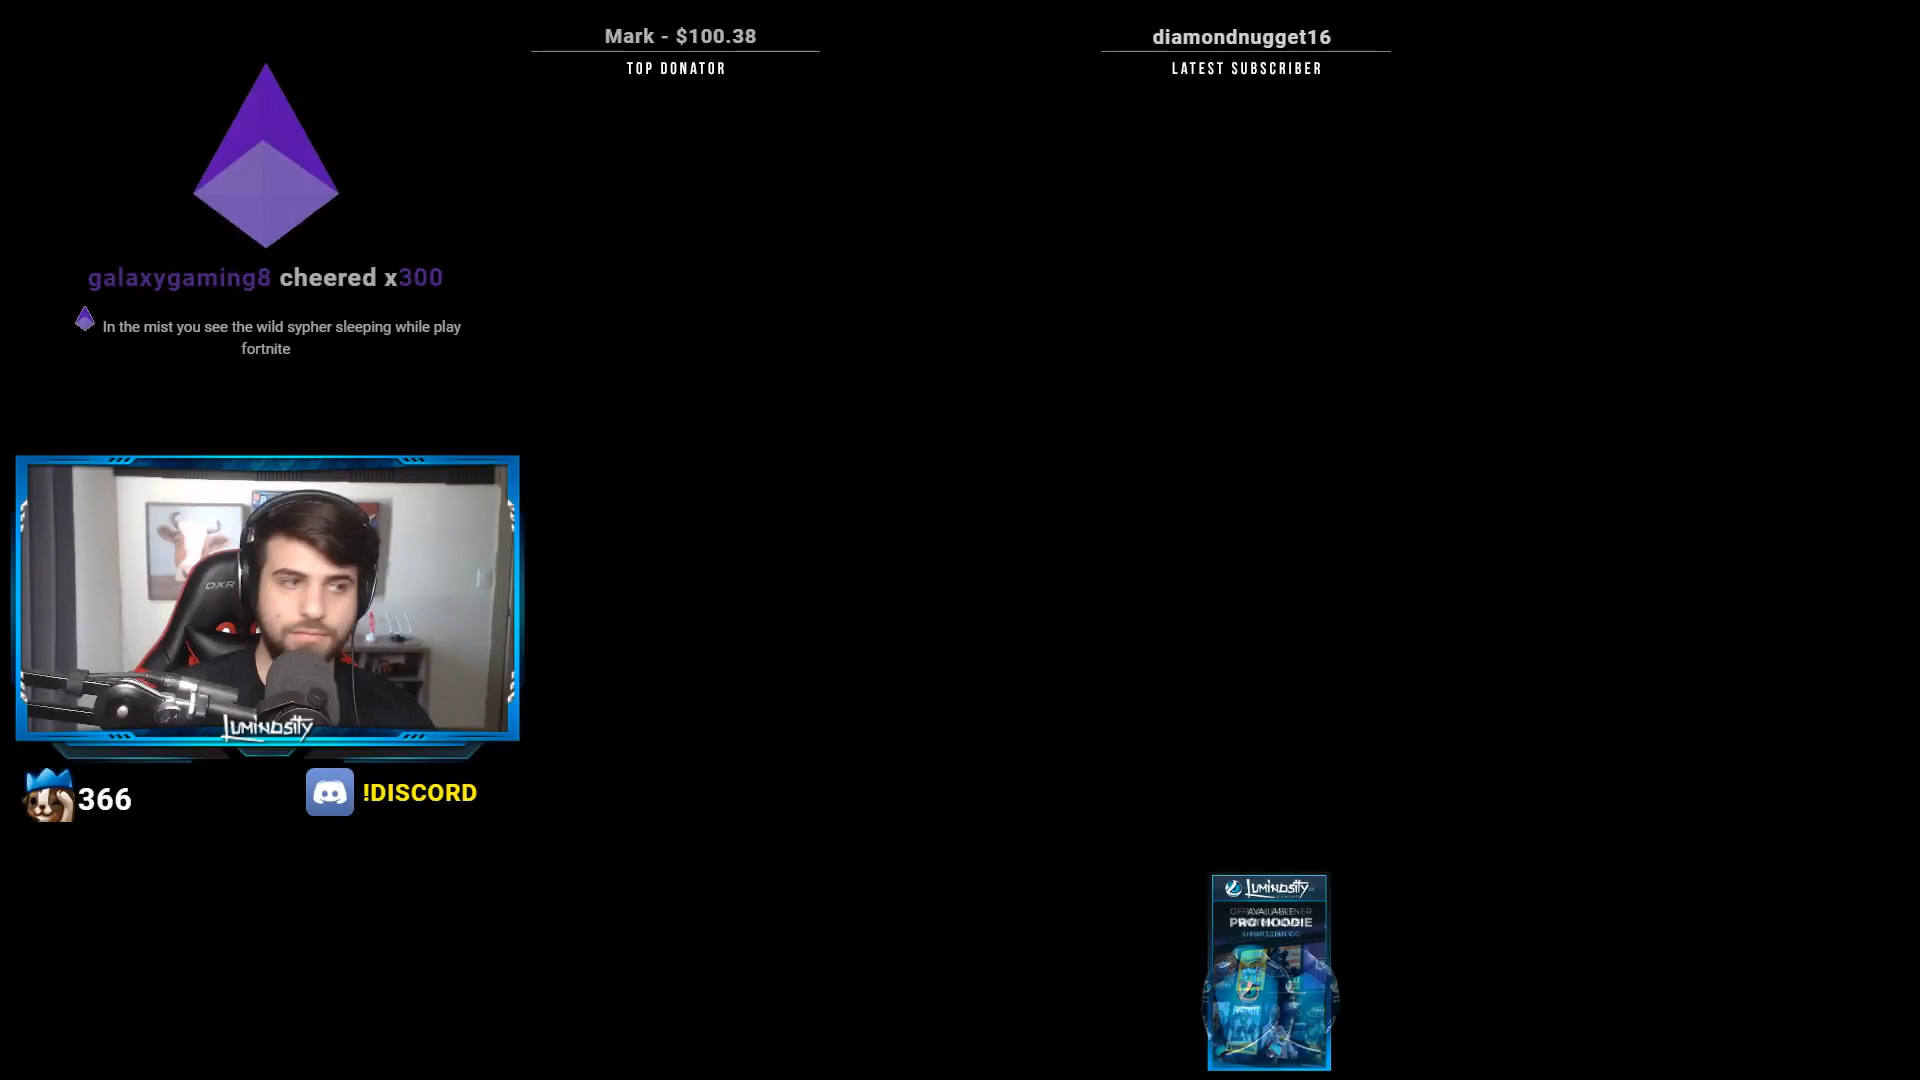 Mark - $100.38
TOP DONATOR
diamondnugget16
LATEST SUBSCRIBER
galaxygaming8 cheered x300
In the mist you see the wild sypher sleeping while play
fortnite
DXR
LUMINOSITY
366
!DISCORD
LUMINOSITY
PRO HOODIE